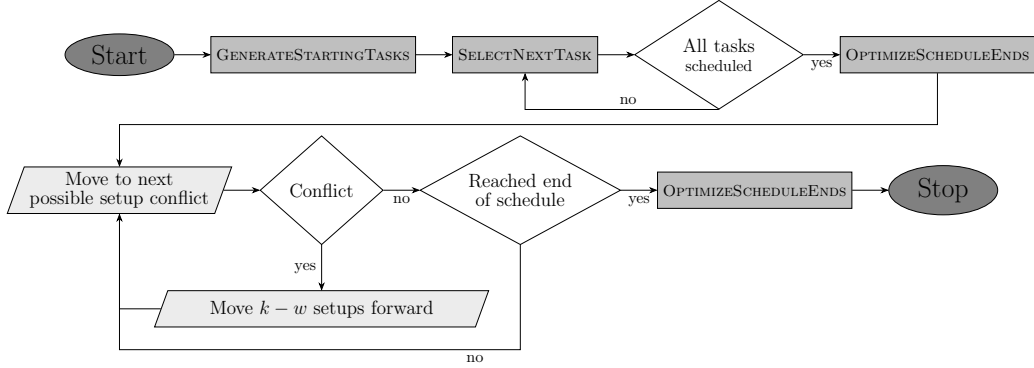 Start
GENERATESTARTINGTASKS
SELECTNEXTTASK
All tasks
scheduled
yes
OPTIMIZESCHEDULEENDS
no
Move to next
possible setup conflict
Conflict
no
Reached end
of schedule
yes
OPTIMIZESCHEDULEENDS
Stop
yes
Move k − w setups forward
no